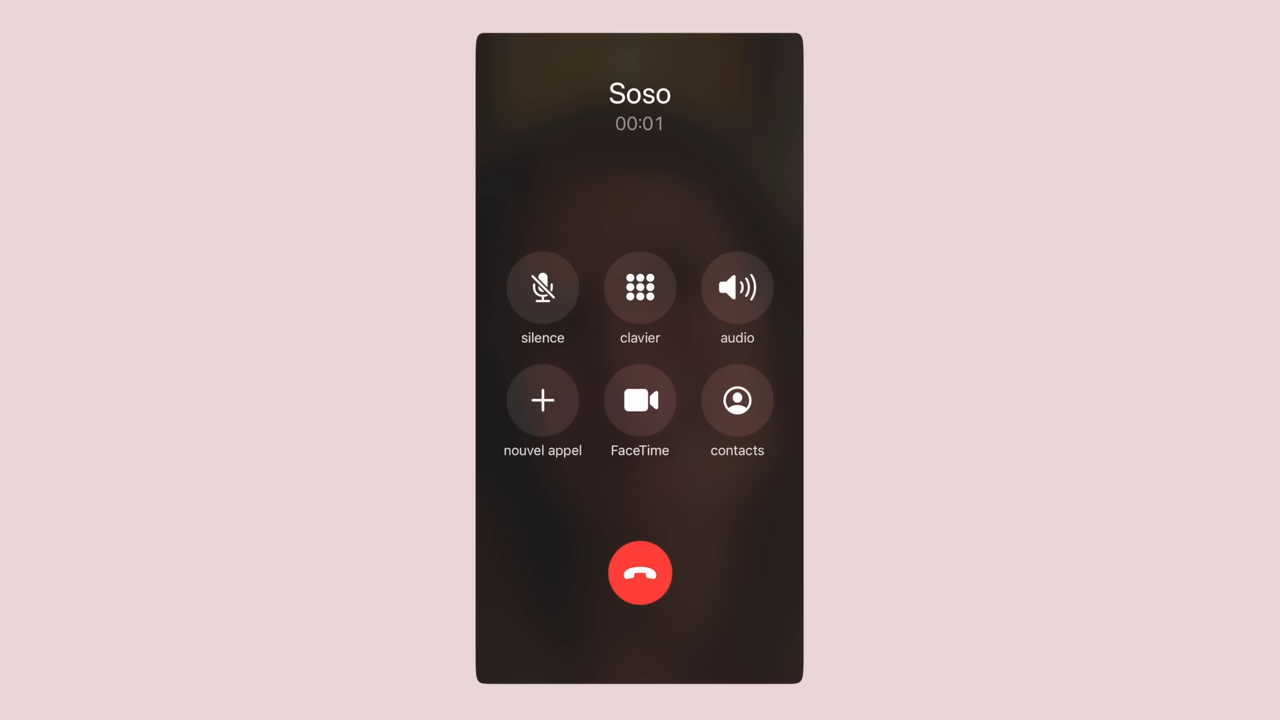 Soso
00:01
silence
clavier
audio
nouvel appel
FaceTime
contacts